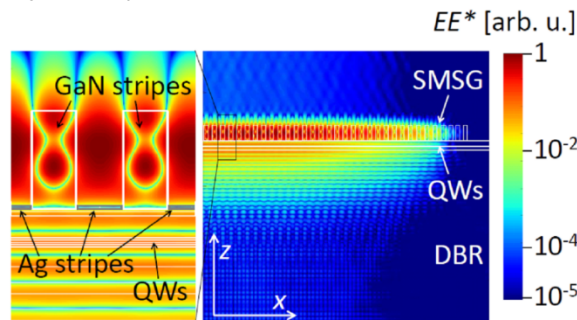 EE* [arb. u.]
GaN stripes
Ag stripes
QWs
SMSG
QWs
DBR
z
x
1
10-2
10-4
10-5